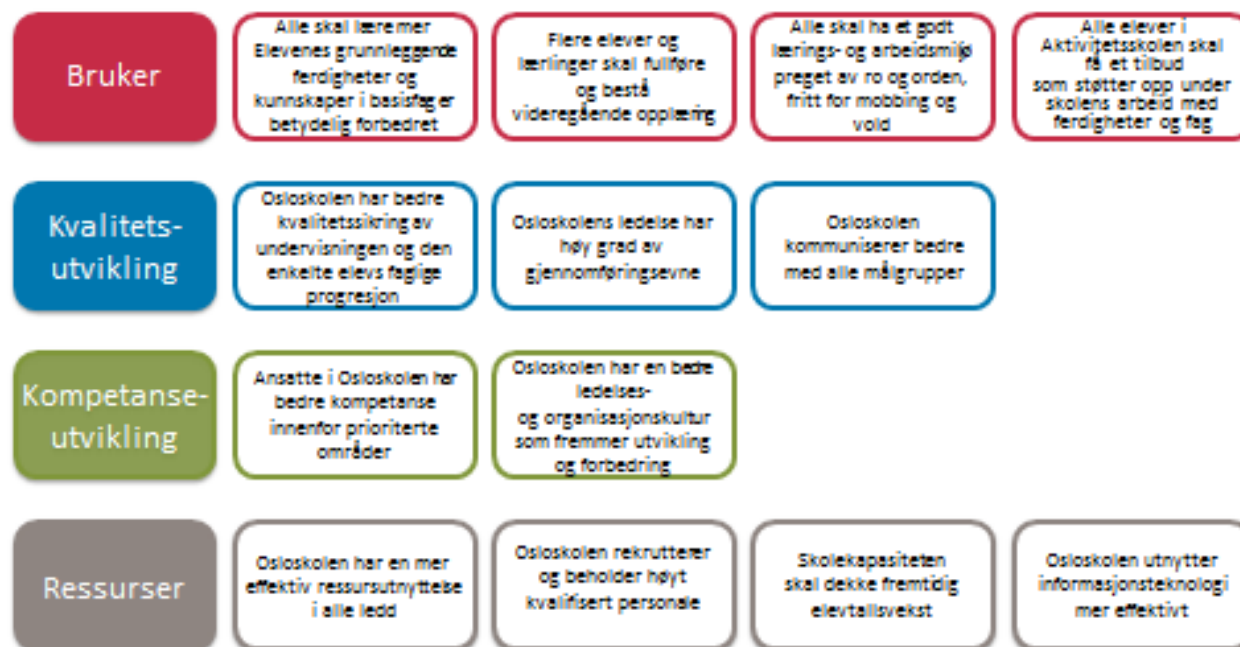 Bruker
Alle skal lære mer
Elevenes grunnleggende
ferdigheter og
kunnskaper i basisfag er
betydelig forbedret
Flere elever og
lærlinger skal fullføre
og bestå
videregående opplæring
Alle skal ha et godt
lærings- og arbeidsmiljø
preget av ro og orden,
fritt for mobbing og
vold
Alle elever i
Aktivitetsskolen skal
få et tilbud
som støtter opp under
skolens arbeid med
ferdigheter og fag
Kvalitets-
utvikling
Osloskolen har bedre
kvalitetssikring av
undervisningen og den
enkelte elevs faglige
progresjon
Osloskolens ledelse har
høy grad av
gjennomføringsevne
Osloskolen
kommuniserer bedre
med alle målgrupper
Kompetanse-
utvikling
Ansatte i Osloskolen har
bedre kompetanse
innenfor prioriterte
områder
Osloskolen har en bedre
ledelses-
og organisasjonskultur
som fremmer utvikling
og forbedring
Ressurser
Osloskolen har en mer
effektiv ressursutnyttelse
i alle ledd
Osloskolen rekrutterer
og beholder høyt
kvalifisert personale
Skolekapasiteten
skal dekke fremtidig
elevtallsvekst
Osloskolen utnytter
informasjonsteknologi
mer effektivt